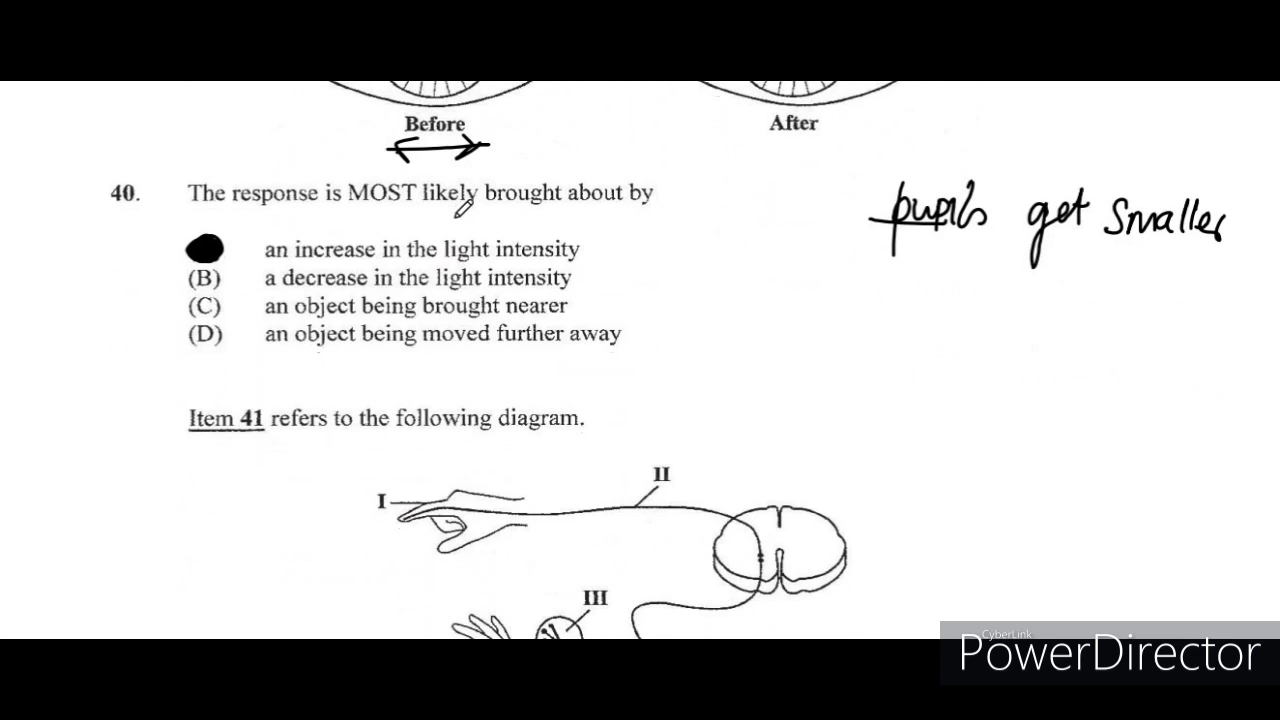 Before
After
40. The response is MOST likely brought about by
pupils get smaller
an increase in the light intensity
(B) a decrease in the light intensity
(C) an object being brought nearer
(D) an object being moved further away
Item 41 refers to the following diagram.
II
I
III
CyberLink
PowerDirector